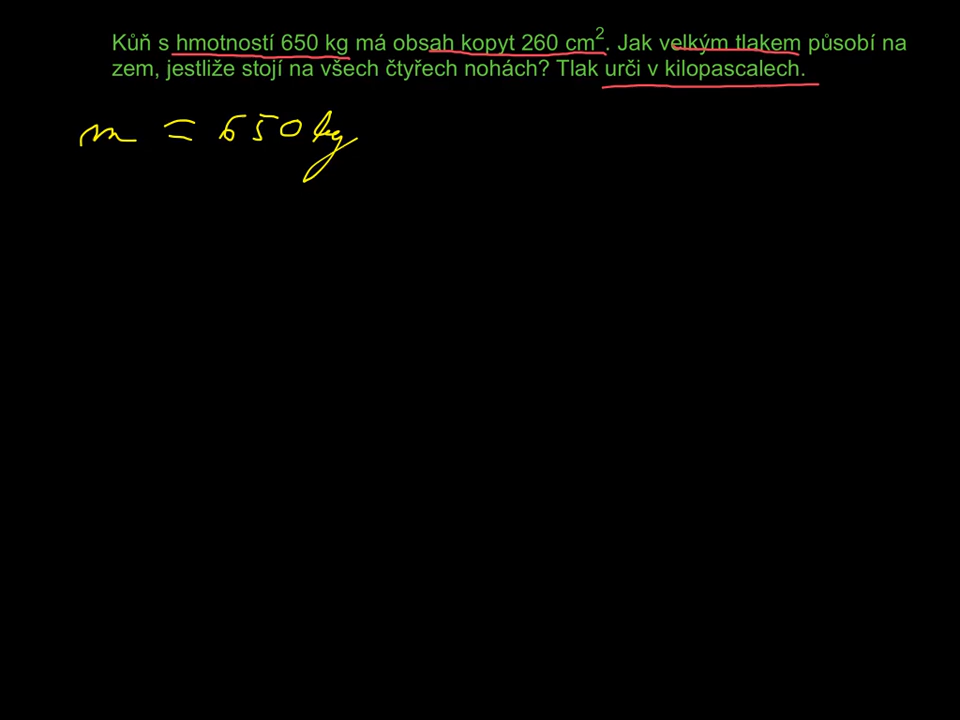 Kůň s hmotností 650 kg má obsah kopyt 260 cm². Jak velkým tlakem působí na
zem, jestliže stojí na všech čtyřech nohách? Tlak urči v kilopascalech.
m = 650 kg